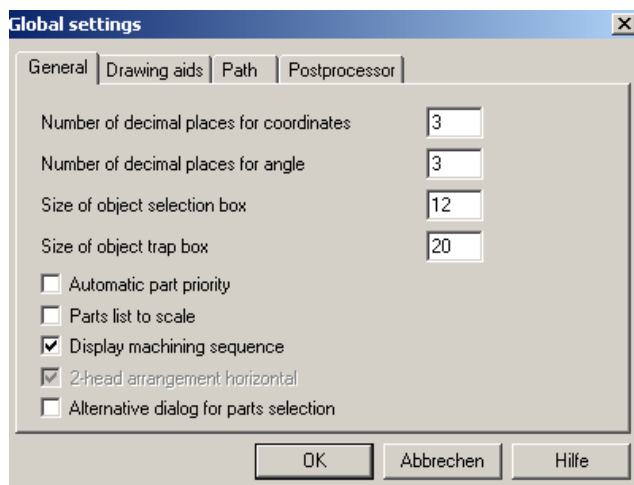 Global settings
General Drawing aids Path Postprocessor
Number of decimal places for coordinates 3
Number of decimal places for angle 3
Size of object selection box 12
Size of object trap box 20
Automatic part priority
Parts list to scale
Display machining sequence
2-head arrangement horizontal
Alternative dialog for parts selection
OK Abbrechen Hilfe